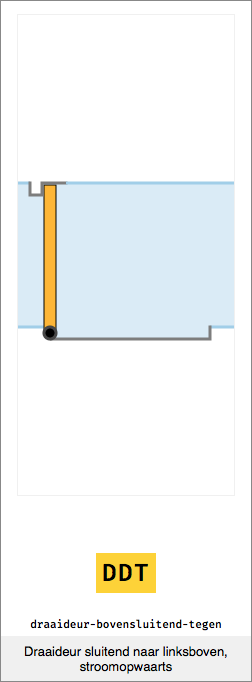 DDT
draaideur-bovensluitend-tegen
Draaideur sluitend naar linksboven,
stroomopwaarts